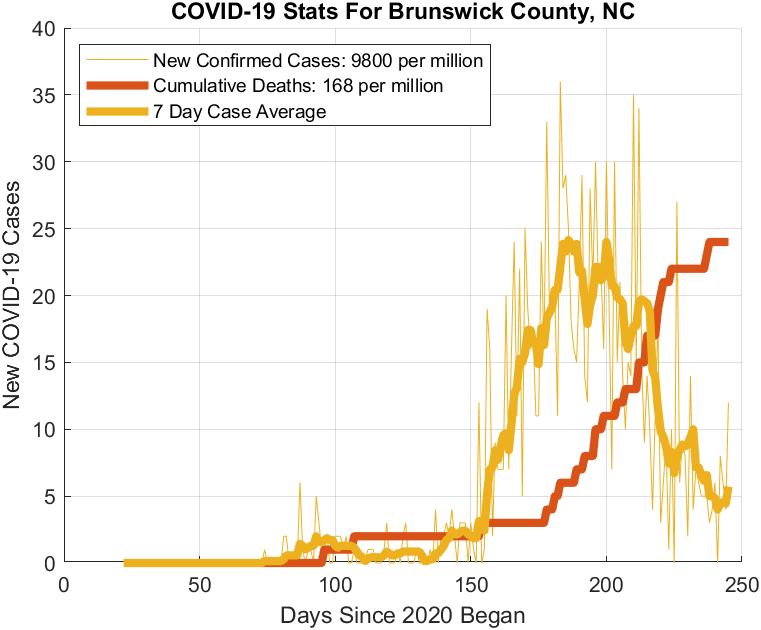 COVID-19 Stats For Brunswick County, NC
40
New Confirmed Cases: 9800 per million
Cumulative Deaths: 168 per million
7 Day Case Average
35
30
25
20
15
10
5
0
New COVID-19 Cases
0 50 100 150 200 250
Days Since 2020 Began